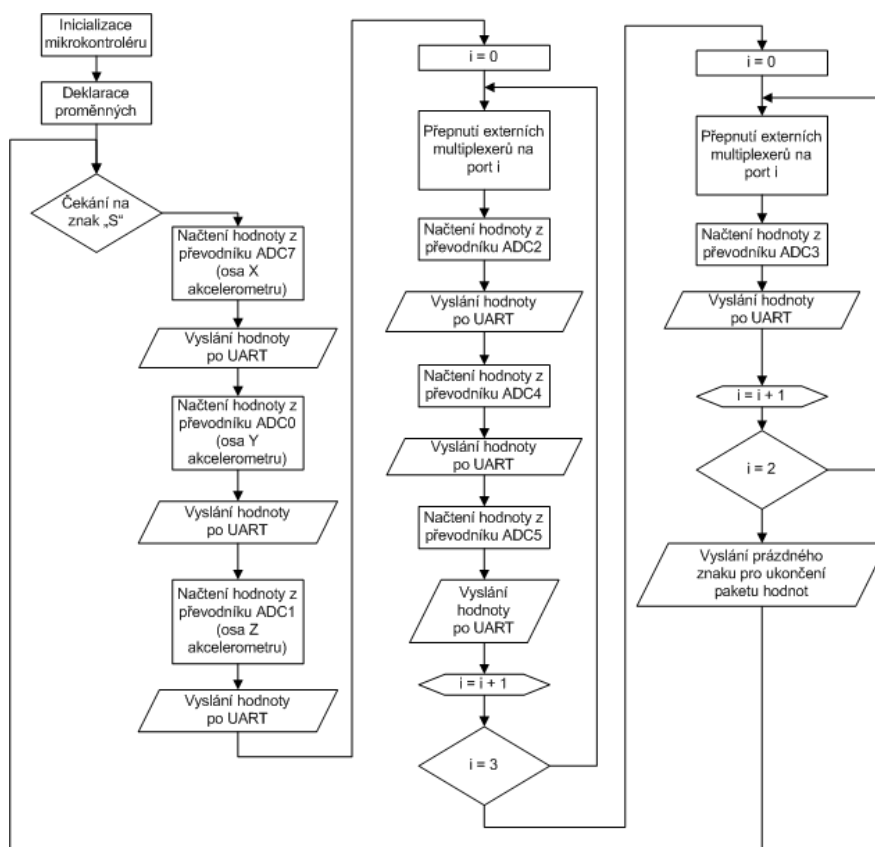 Inicializace
mikrokontroléru
Deklarace
proměnných
Čekání na
znak „S“
Načtení hodnoty z
převodníku ADC7
(osa X
akcelerometru)
Vyslání hodnoty
po UART
Načtení hodnoty z
převodníku ADC0
(osa Y
akcelerometru)
Vyslání hodnoty
po UART
Načtení hodnoty z
převodníku ADC1
(osa Z
akcelerometru)
Vyslání hodnoty
po UART
i = 0
Přepnutí externích
multiplexerů na
port i
Načtení hodnoty z
převodníku ADC2
Vyslání hodnoty
po UART
Načtení hodnoty z
převodníku ADC4
Vyslání hodnoty
po UART
Načtení hodnoty z
převodníku ADC5
Vyslání
hodnoty
po UART
i = i + 1
i = 3
i = 0
Přepnutí externích
multiplexerů na
port i
Načtení hodnoty z
převodníku ADC3
Vyslání hodnoty
po UART
i = i + 1
i = 2
Vyslání prázdného
znaku pro ukončení
paketu hodnot